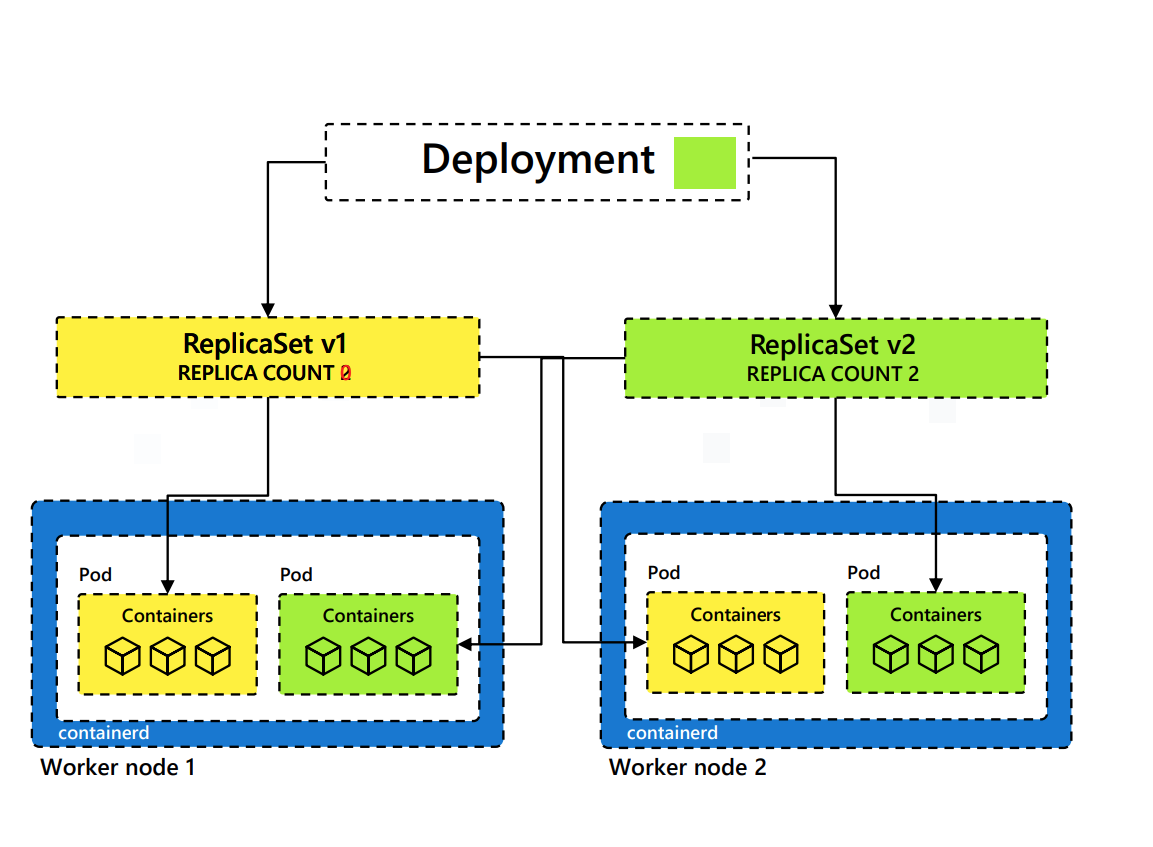 Deployment
ReplicaSet v1
REPLICA COUNT
ReplicaSet v2
REPLICA COUNT 2
Pod
Containers
Pod
Containers
containerd
Worker node 1
Pod
Containers
Pod
Containers
containerd
Worker node 2